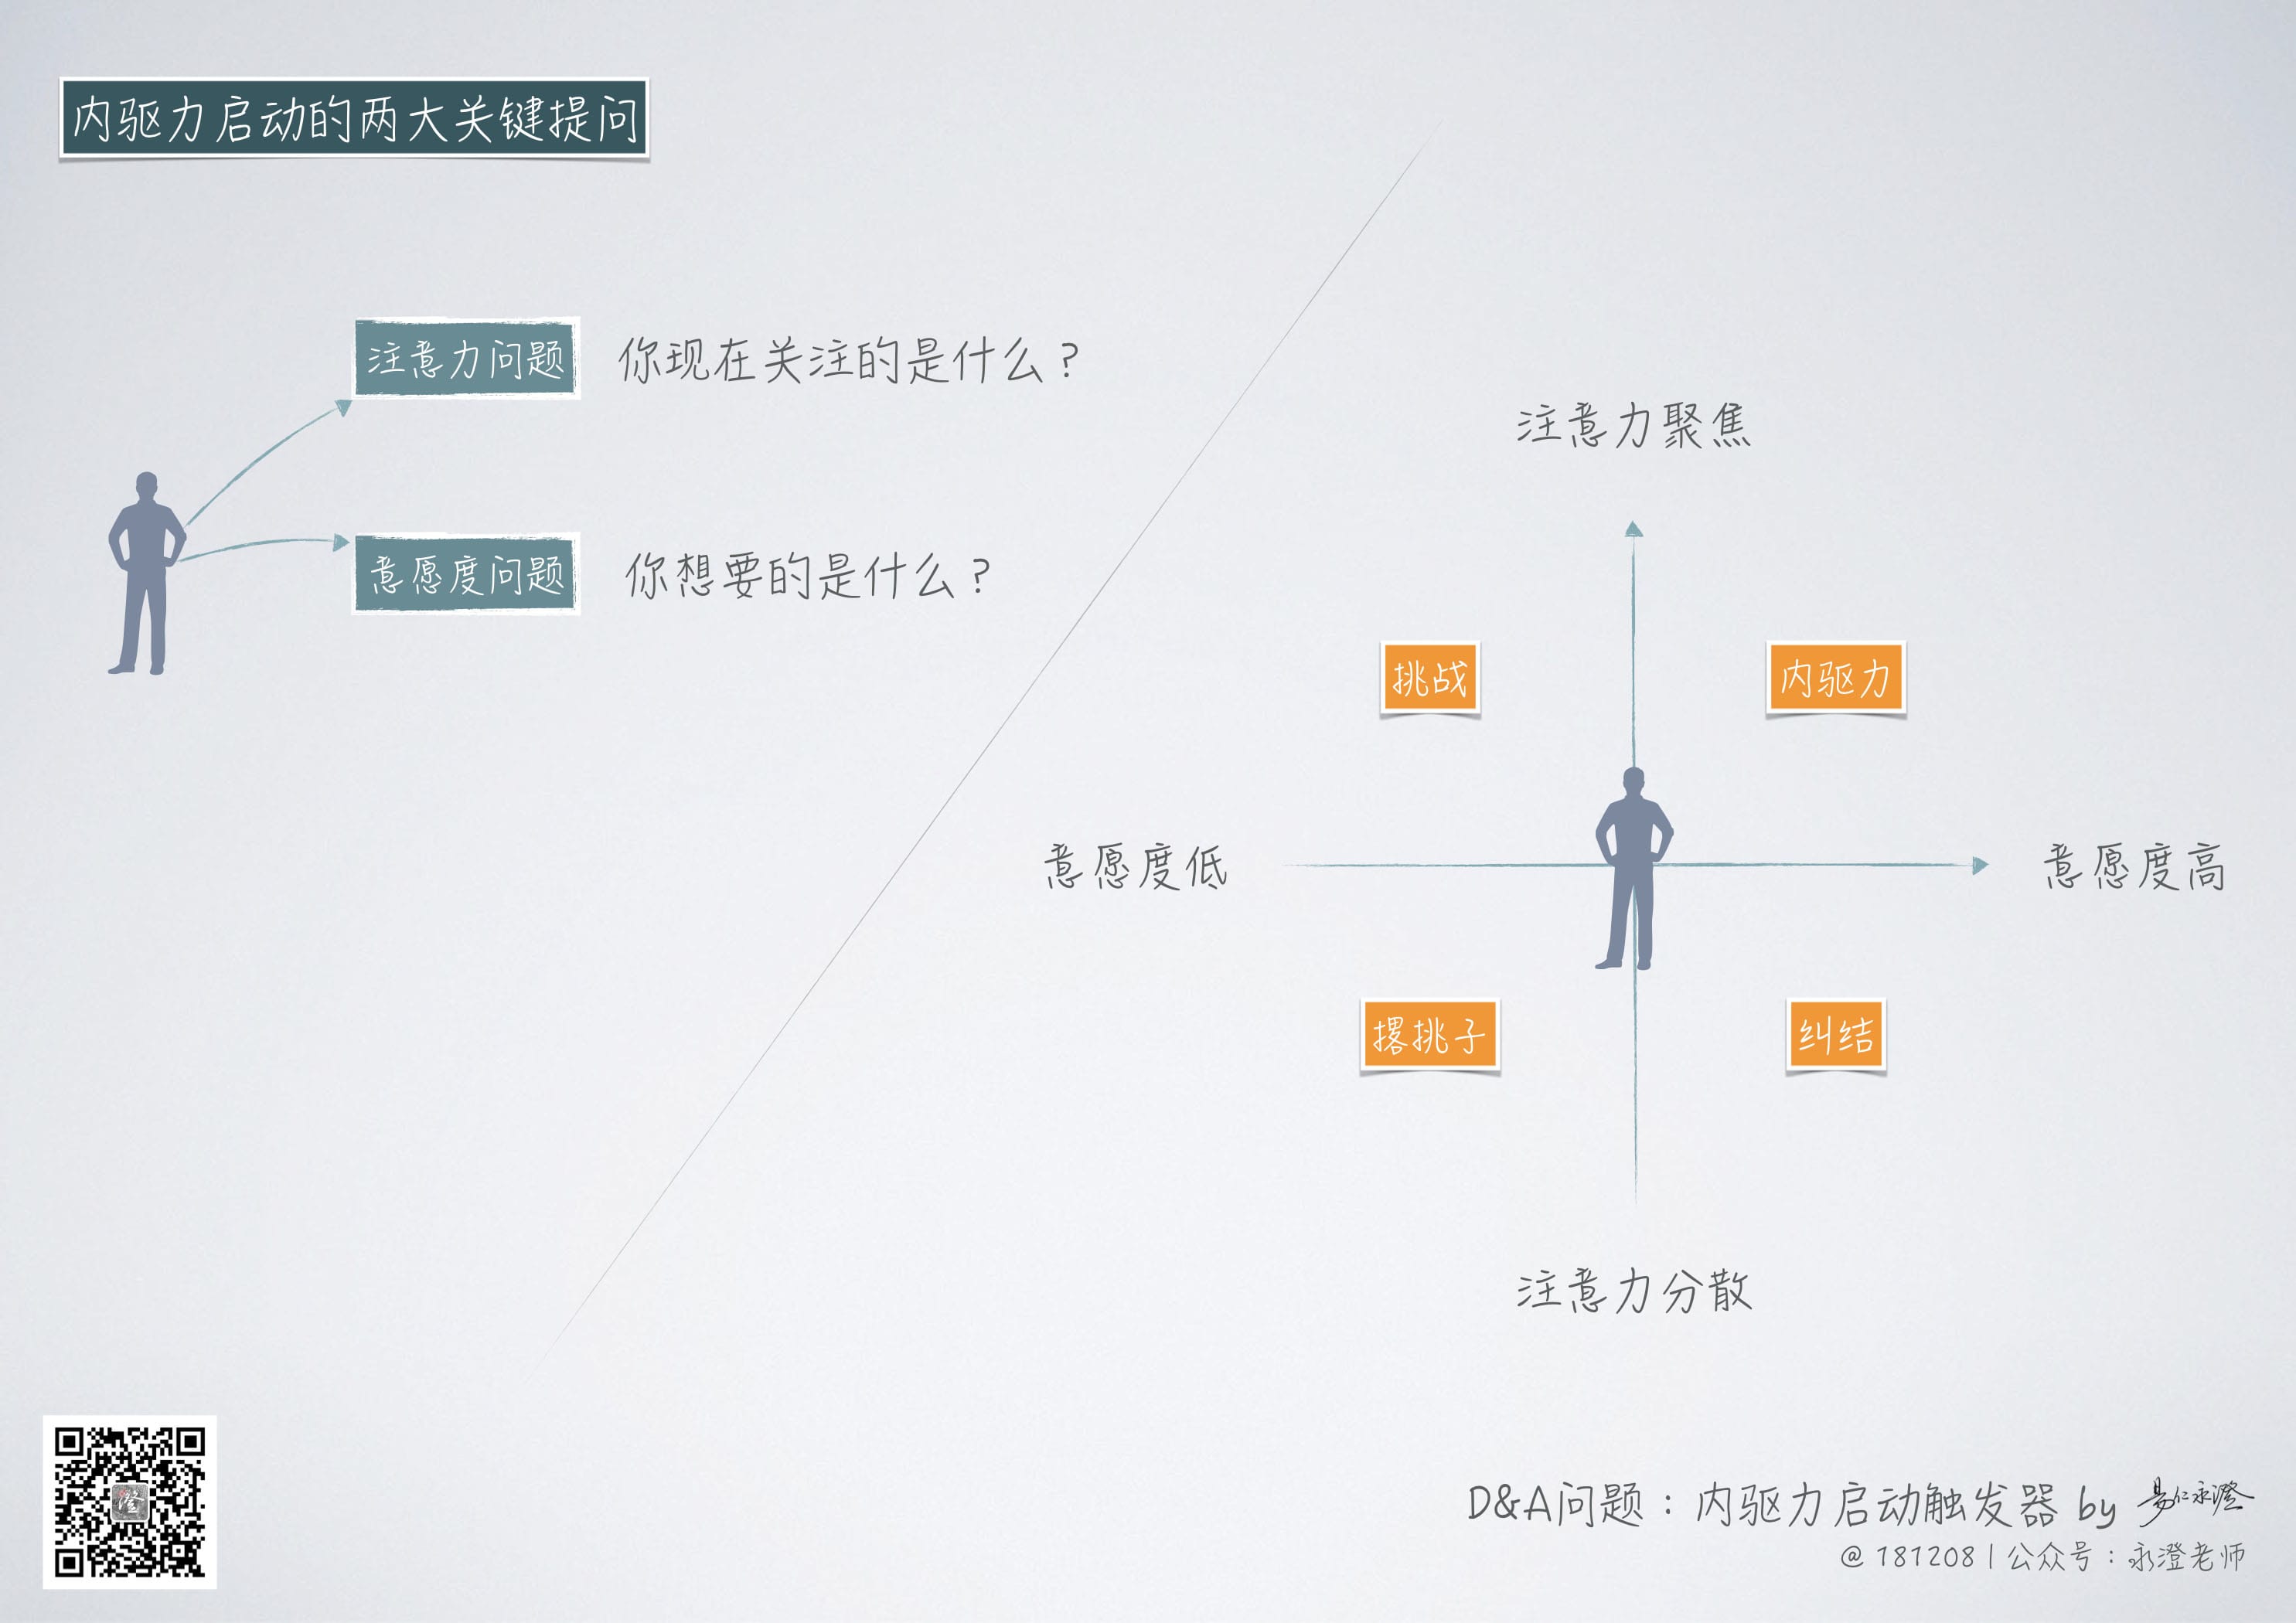 内驱力启动的两大关键提问
注意力问题 你现在关注的是什么？
意愿度问题 你想要的是什么？
注意力聚焦
挑战 内驱力
意愿度低 意愿度高
撂挑子 纠结
注意力分散
澄
D&A问题：内驱力启动触发器 by 易仁永澄
@181208 | 公众号：永澄老师